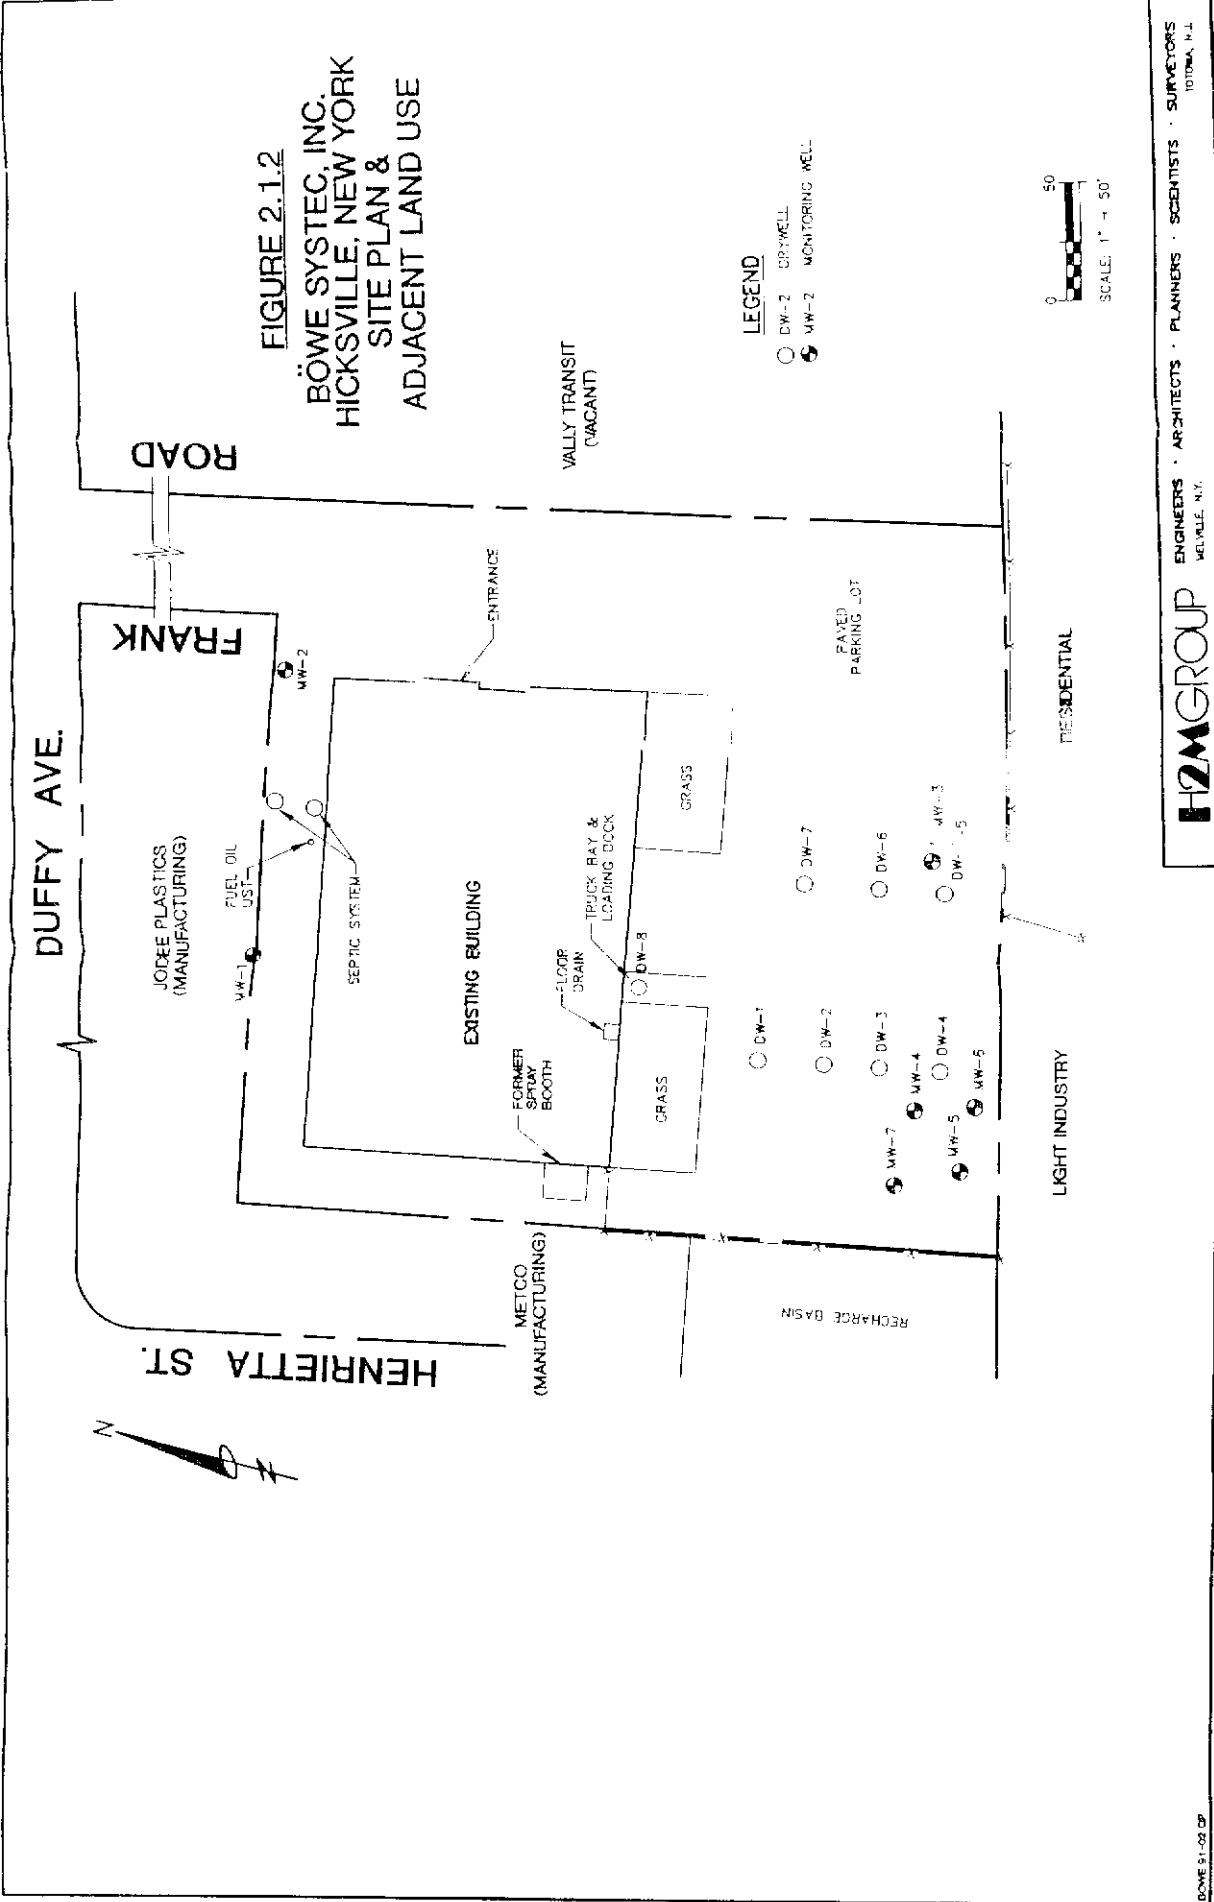 DUFFY AVE.
FRANK
ROAD
HENRIETTA ST.
N
FIGURE 2.1.2
BÖWE SYSTEC, INC.
HICKSVILLE, NEW YORK
SITE PLAN &
ADJACENT LAND USE
JODEE PLASTICS
(MANUFACTURING)
FUEL OIL
UST
MW-1
MW-2
SEPTIC SYSTEM
ENTRANCE
EXISTING BUILDING
VALLY TRANSIT
(VACANT)
FORMER
SPRAY
BOOTH
FLOOR
DRAIN
TRUCK BAY &
LOADING DOCK
DW-8
METCO
(MANUFACTURING)
GRASS
GRASS
RECHARGE BASIN
PAVED
PARKING LOT
DW-1
DW-2
DW-3
DW-4
DW-7
DW-6
MW-3
MW-7
MW-4
MW-5
MW-6
LIGHT INDUSTRY
RESIDENTIAL
LEGEND
DW-2 DRYWELL
MW-2 MONITORING WELL
0 50
SCALE: 1" = 50'
H2MGROUP
ENGINEERS · ARCHITECTS · PLANNERS · SCIENTISTS · SURVEYORS
MELVILLE, N.Y. TOTOWA, N.J.
BOWE 91-02 DP